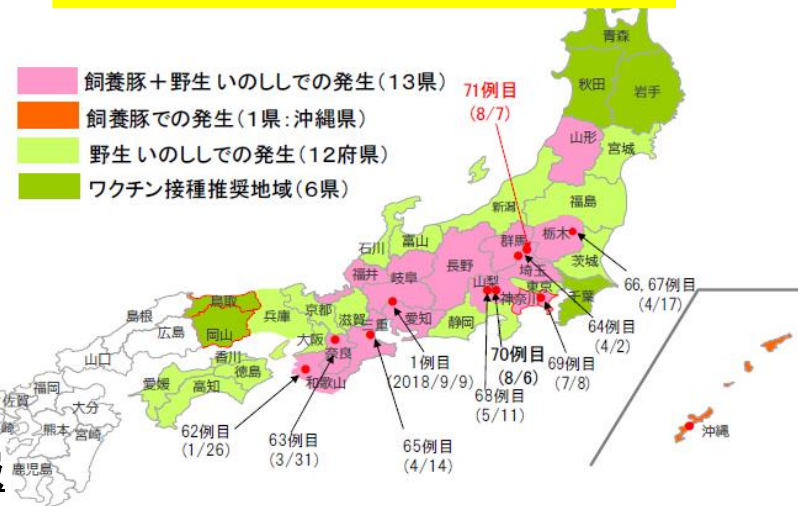 飼養豚+野生いのししでの発生(13県)
飼養豚での発生(1県:沖縄県)
野生いのししでの発生(12府県)
ワクチン接種推奨地域(6県)
71例目
(8/7)
青森
秋田
岩手
山形
宮城
新潟
福島
石川
富山
群馬
栃木
福井
岐阜
長野
山梨
埼玉
茨城
東京
神奈川
千葉
66, 67例目
(4/17)
鳥取
島根
岡山
広島
兵庫
京都
滋賀
愛知
静岡
三重
大阪
奈良
和歌山
山口
香川
徳島
愛媛
高知
福岡
佐賀
大分
熊本
宮崎
鹿児島
1例目
(2018/9/9)
70例目
(8/6)
64例目
(4/2)
69例目
(7/8)
68例目
(5/11)
62例目
(1/26)
63例目
(3/31)
65例目
(4/14)
沖縄